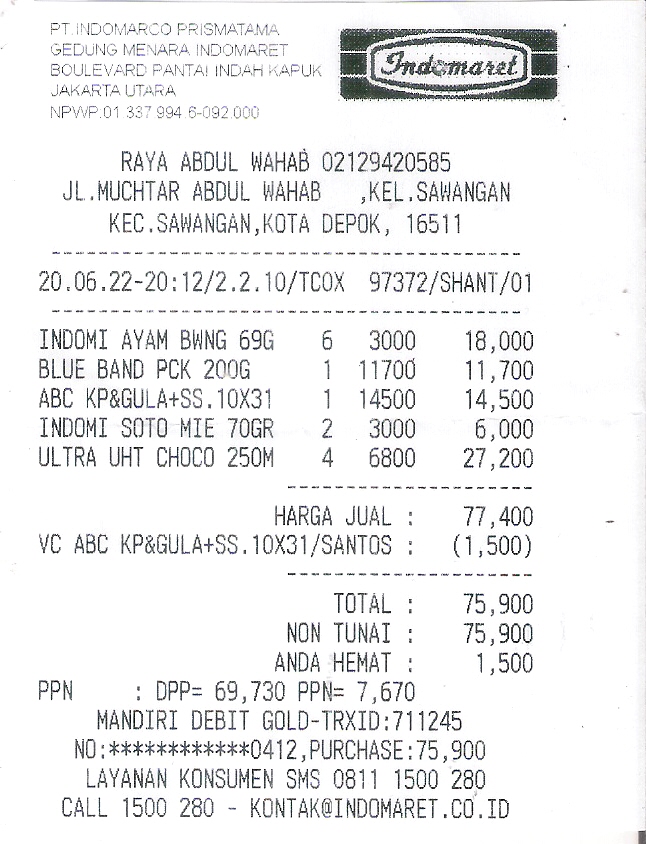 PT.INDOMARCO PRISMATAMA
GEDUNG MENARA INDOMARET
BOULEVARD PANTAI INDAH KAPUK
JAKARTA UTARA
NPWP:01.337.994.6-092.000
Indomaret
RAYA ABDUL WAHAB 02129420585
JL.MUCHTAR ABDUL WAHAB ,KEL.SAWANGAN
KEC.SAWANGAN,KOTA DEPOK, 16511
20.06.22-20:12/2.2.10/TCOX 97372/SHANT/01
INDOMI AYAM BWNG 69G 6 3000 18,000
BLUE BAND PCK 200G 1 11700 11,700
ABC KP&GULA+SS.10X31 1 14500 14,500
INDOMI SOTO MIE 70GR 2 3000 6,000
ULTRA UHT CHOCO 250M 4 6800 27,200
HARGA JUAL : 77,400
VC ABC KP&GULA+SS.10X31/SANTOS : (1,500)
TOTAL : 75,900
NON TUNAI : 75,900
ANDA HEMAT : 1,500
PPN : DPP= 69,730 PPN= 7,670
MANDIRI DEBIT GOLD-TRXID:711245
NO:************0412,PURCHASE:75,900
LAYANAN KONSUMEN SMS 0811 1500 280
CALL 1500 280 - KONTAK@INDOMARET.CO.ID